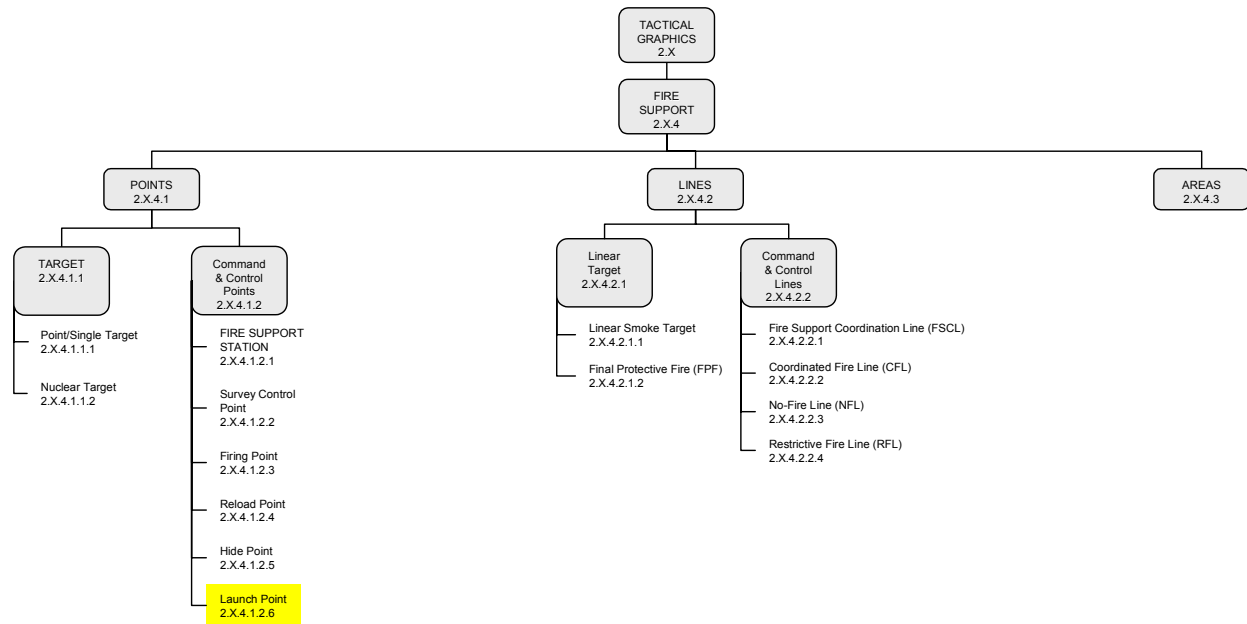 TACTICAL
GRAPHICS
2.X
FIRE
SUPPORT
2.X.4
POINTS
2.X.4.1
LINES
2.X.4.2
AREAS
2.X.4.3
TARGET
2.X.4.1.1
Command
& Control
Points
2.X.4.1.2
Linear
Target
2.X.4.2.1
Command
& Control
Lines
2.X.4.2.2
Point/Single Target
2.X.4.1.1.1
Nuclear Target
2.X.4.1.1.2
FIRE SUPPORT
STATION
2.X.4.1.2.1
Survey Control
Point
2.X.4.1.2.2
Firing Point
2.X.4.1.2.3
Reload Point
2.X.4.1.2.4
Hide Point
2.X.4.1.2.5
Launch Point
2.X.4.1.2.6
Linear Smoke Target
2.X.4.2.1.1
Final Protective Fire (FPF)
2.X.4.2.1.2
Fire Support Coordination Line (FSCL)
2.X.4.2.2.1
Coordinated Fire Line (CFL)
2.X.4.2.2.2
No-Fire Line (NFL)
2.X.4.2.2.3
Restrictive Fire Line (RFL)
2.X.4.2.2.4